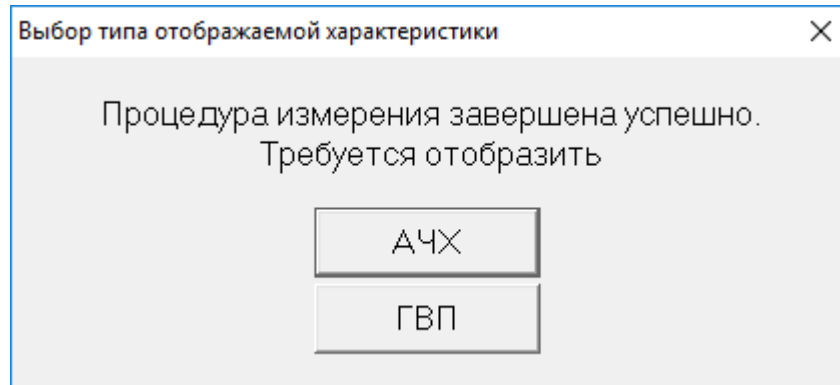 Выбор типа отображаемой характеристики
Процедура измерения завершена успешно.
Требуется отобразить
АЧХ
ГВП